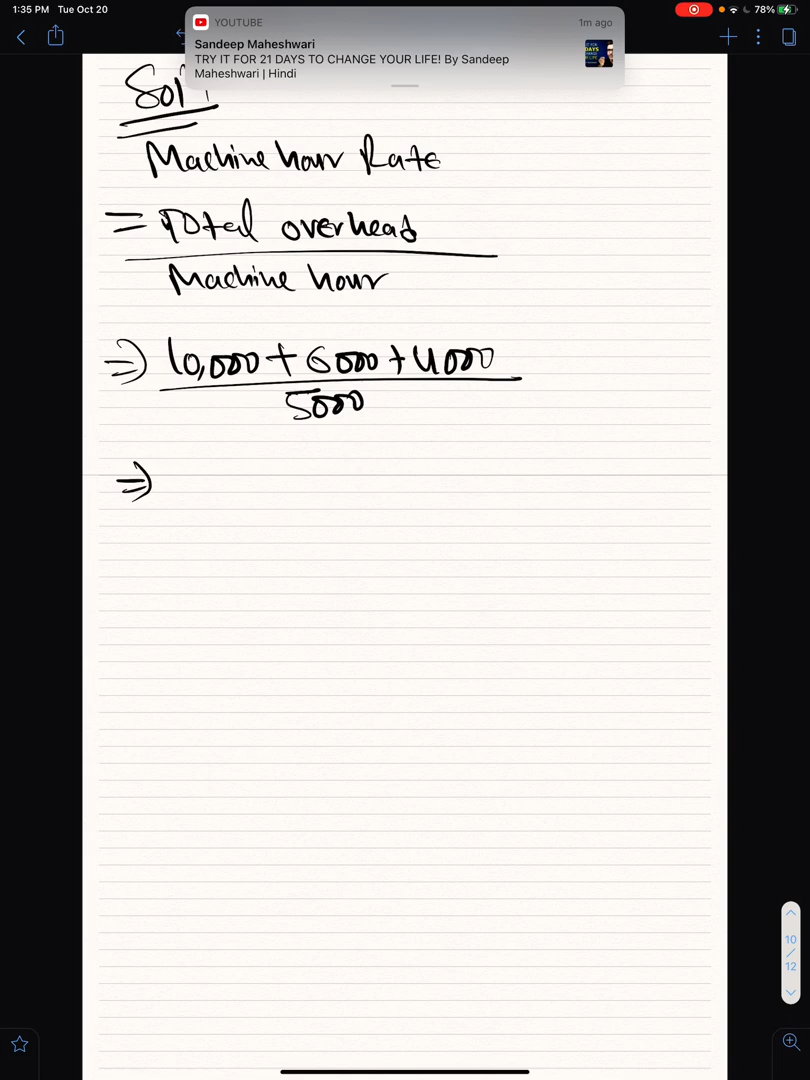 1:35 PM Tue Oct 20
78%
YOUTUBE 1m ago
Sandeep Maheshwari
TRY IT FOR 21 DAYS TO CHANGE YOUR LIFE! By Sandeep
Maheshwari | Hindi
Machine hour Rate
= Total overhead
Machine hour
⇒ 10,000 + 6000 + 4000
5000
⇒
10
/
12